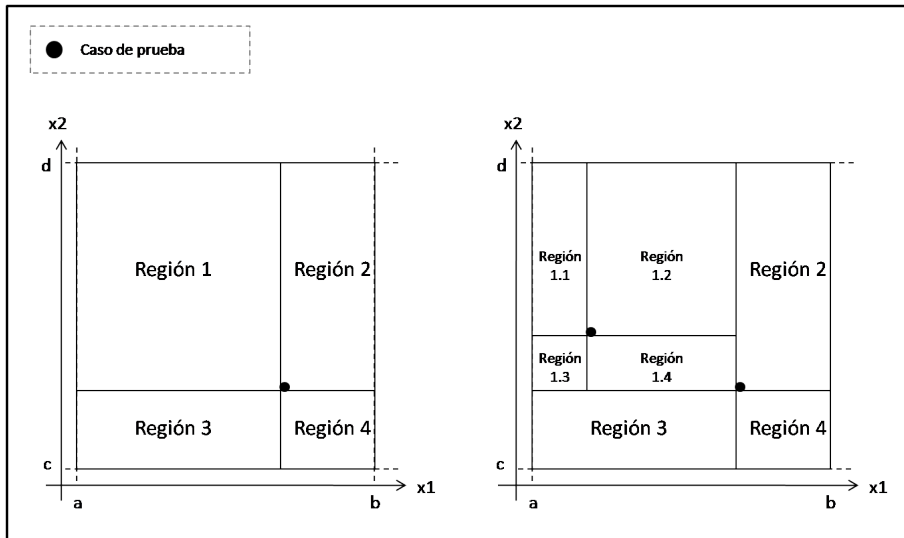 Caso de prueba
x2
d
Región 1
Región 2
Región 3
Región 4
c
a
b
x1
x2
d
Región
1.1
Región
1.2
Región 2
Región
1.3
Región
1.4
Región 3
Región 4
c
a
b
x1